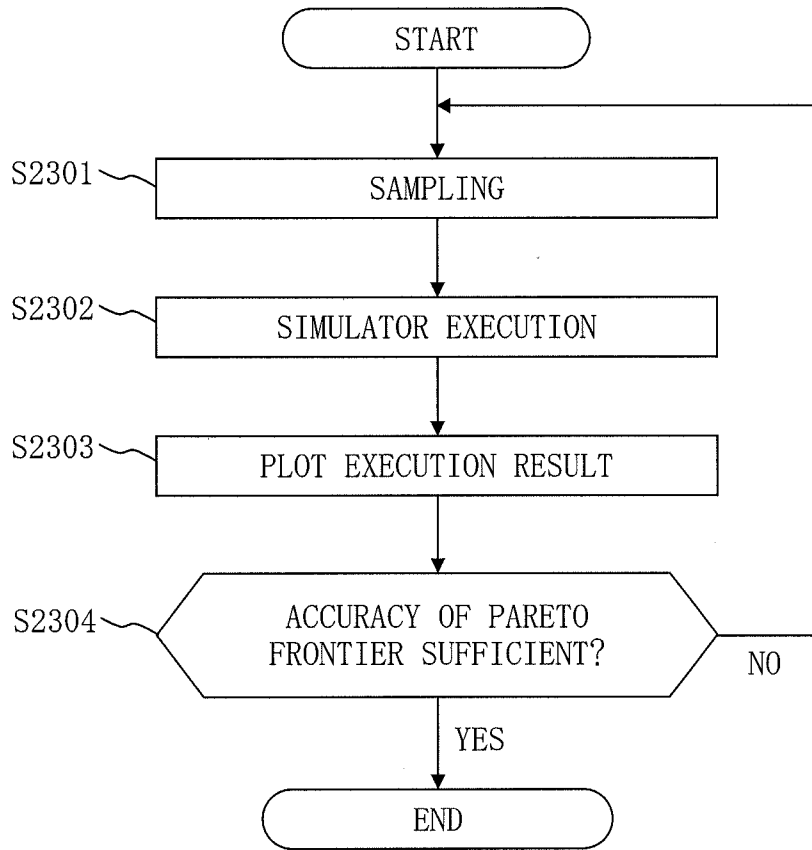 START
S2301
SAMPLING
S2302
SIMULATOR EXECUTION
S2303
PLOT EXECUTION RESULT
S2304
ACCURACY OF PARETO
FRONTIER SUFFICIENT?
NO
YES
END